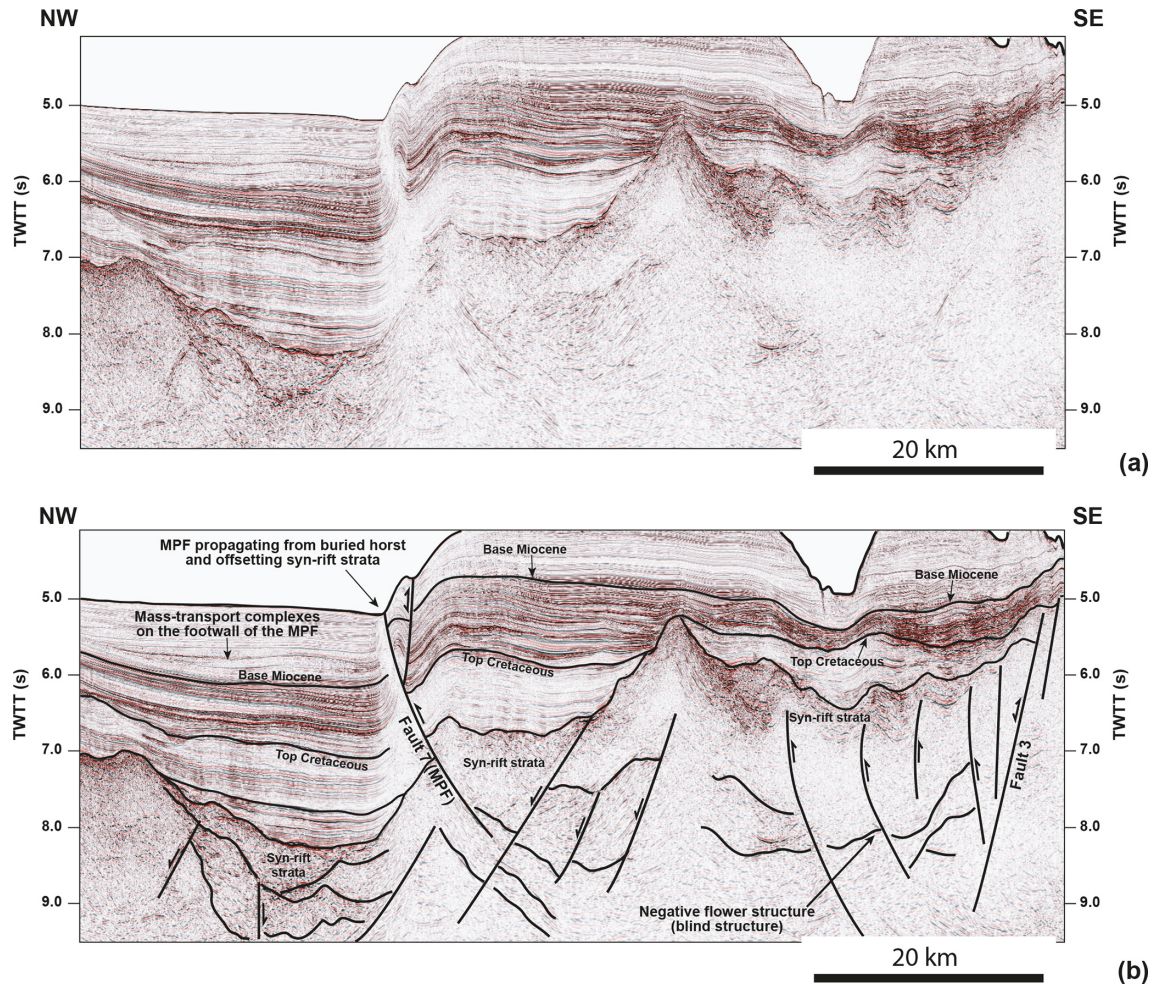 NW
SE
5.0
6.0
7.0
8.0
9.0
TWTT (s)
5.0
6.0
7.0
8.0
9.0
TWTT (s)
20 km
(a)
NW
SE
MPF propagating from buried horst
and offsetting syn-rift strata
Base Miocene
Base Miocene
Mass-transport complexes
on the footwall of the MPF
Base Miocene
Top Cretaceous
Top Cretaceous
Top Cretaceous
Syn-rift strata
Syn-rift strata
Fault 7 (MPF)
Fault 3
Syn-rift
strata
Negative flower structure
(blind structure)
5.0
6.0
7.0
8.0
9.0
TWTT (s)
5.0
6.0
7.0
8.0
9.0
TWTT (s)
20 km
(b)